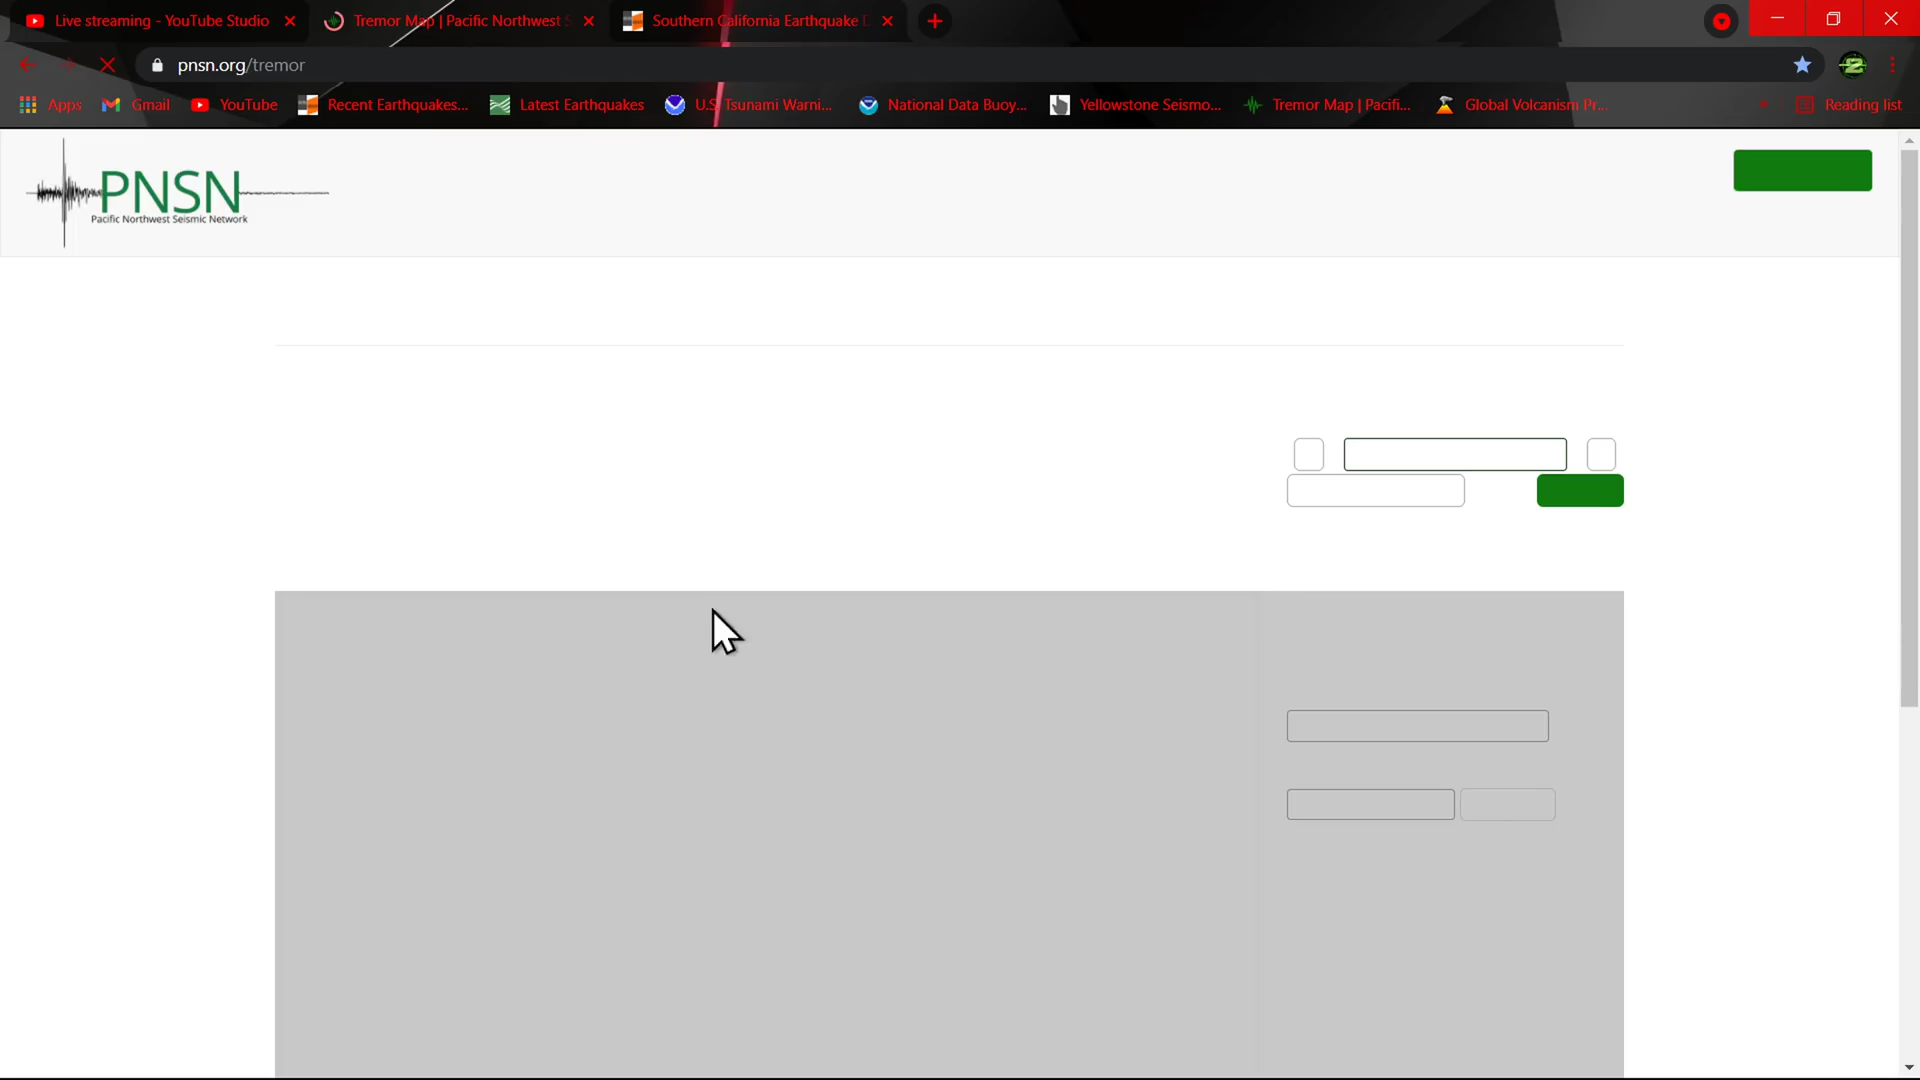 Live streaming - YouTube Studio
Tremor Map | Pacific Northwest S
Southern California Earthquake D
pnsn.org/tremor
Apps
Gmail
YouTube
Recent Earthquakes...
Latest Earthquakes
U.S. Tsunami Warni...
National Data Buoy...
Yellowstone Seismo...
Tremor Map | Pacifi...
Global Volcanism Pr...
Reading list
PNSN
Pacific Northwest Seismic Network